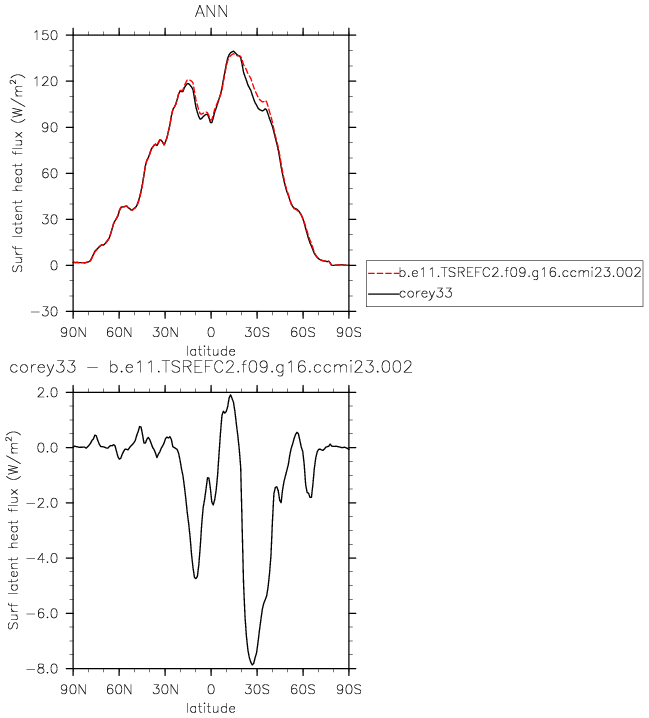 ANN
150
120
90
60
30
0
−30
Surf latent heat flux (W/m²)
90N 60N 30N 0 30S 60S 90S
latitude
b.e11.TSREFC2.f09.g16.ccmi23.002
corey33
corey33 − b.e11.TSREFC2.f09.g16.ccmi23.002
2.0
0.0
−2.0
−4.0
−6.0
−8.0
Surf latent heat flux (W/m²)
90N 60N 30N 0 30S 60S 90S
latitude